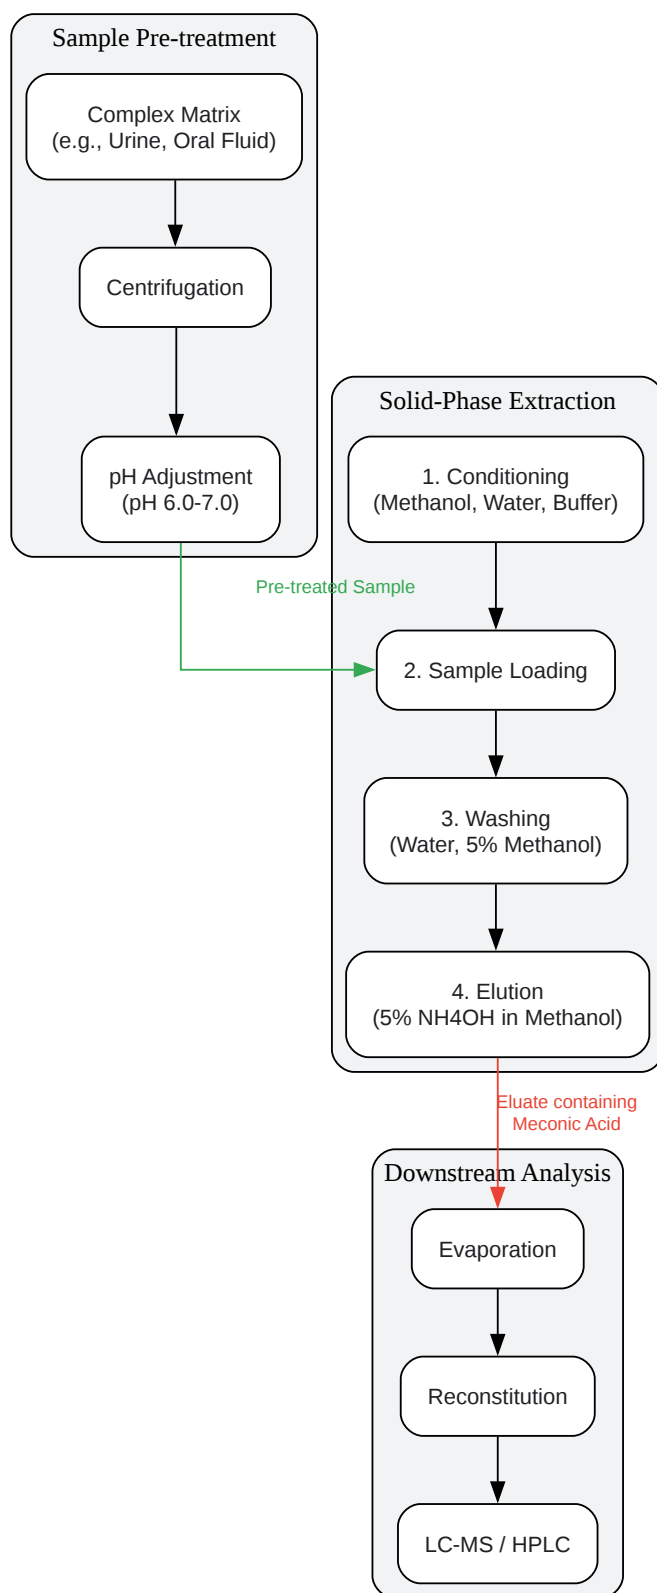 Sample Pre-treatment
Complex Matrix
(e.g., Urine, Oral Fluid)
Centrifugation
pH Adjustment
(pH 6.0-7.0)
Pre-treated Sample
Solid-Phase Extraction
1. Conditioning
(Methanol, Water, Buffer)
2. Sample Loading
3. Washing
(Water, 5% Methanol)
4. Elution
(5% NH4OH in Methanol)
Eluate containing
Meconic Acid
Downstream Analysis
Evaporation
Reconstitution
LC-MS / HPLC